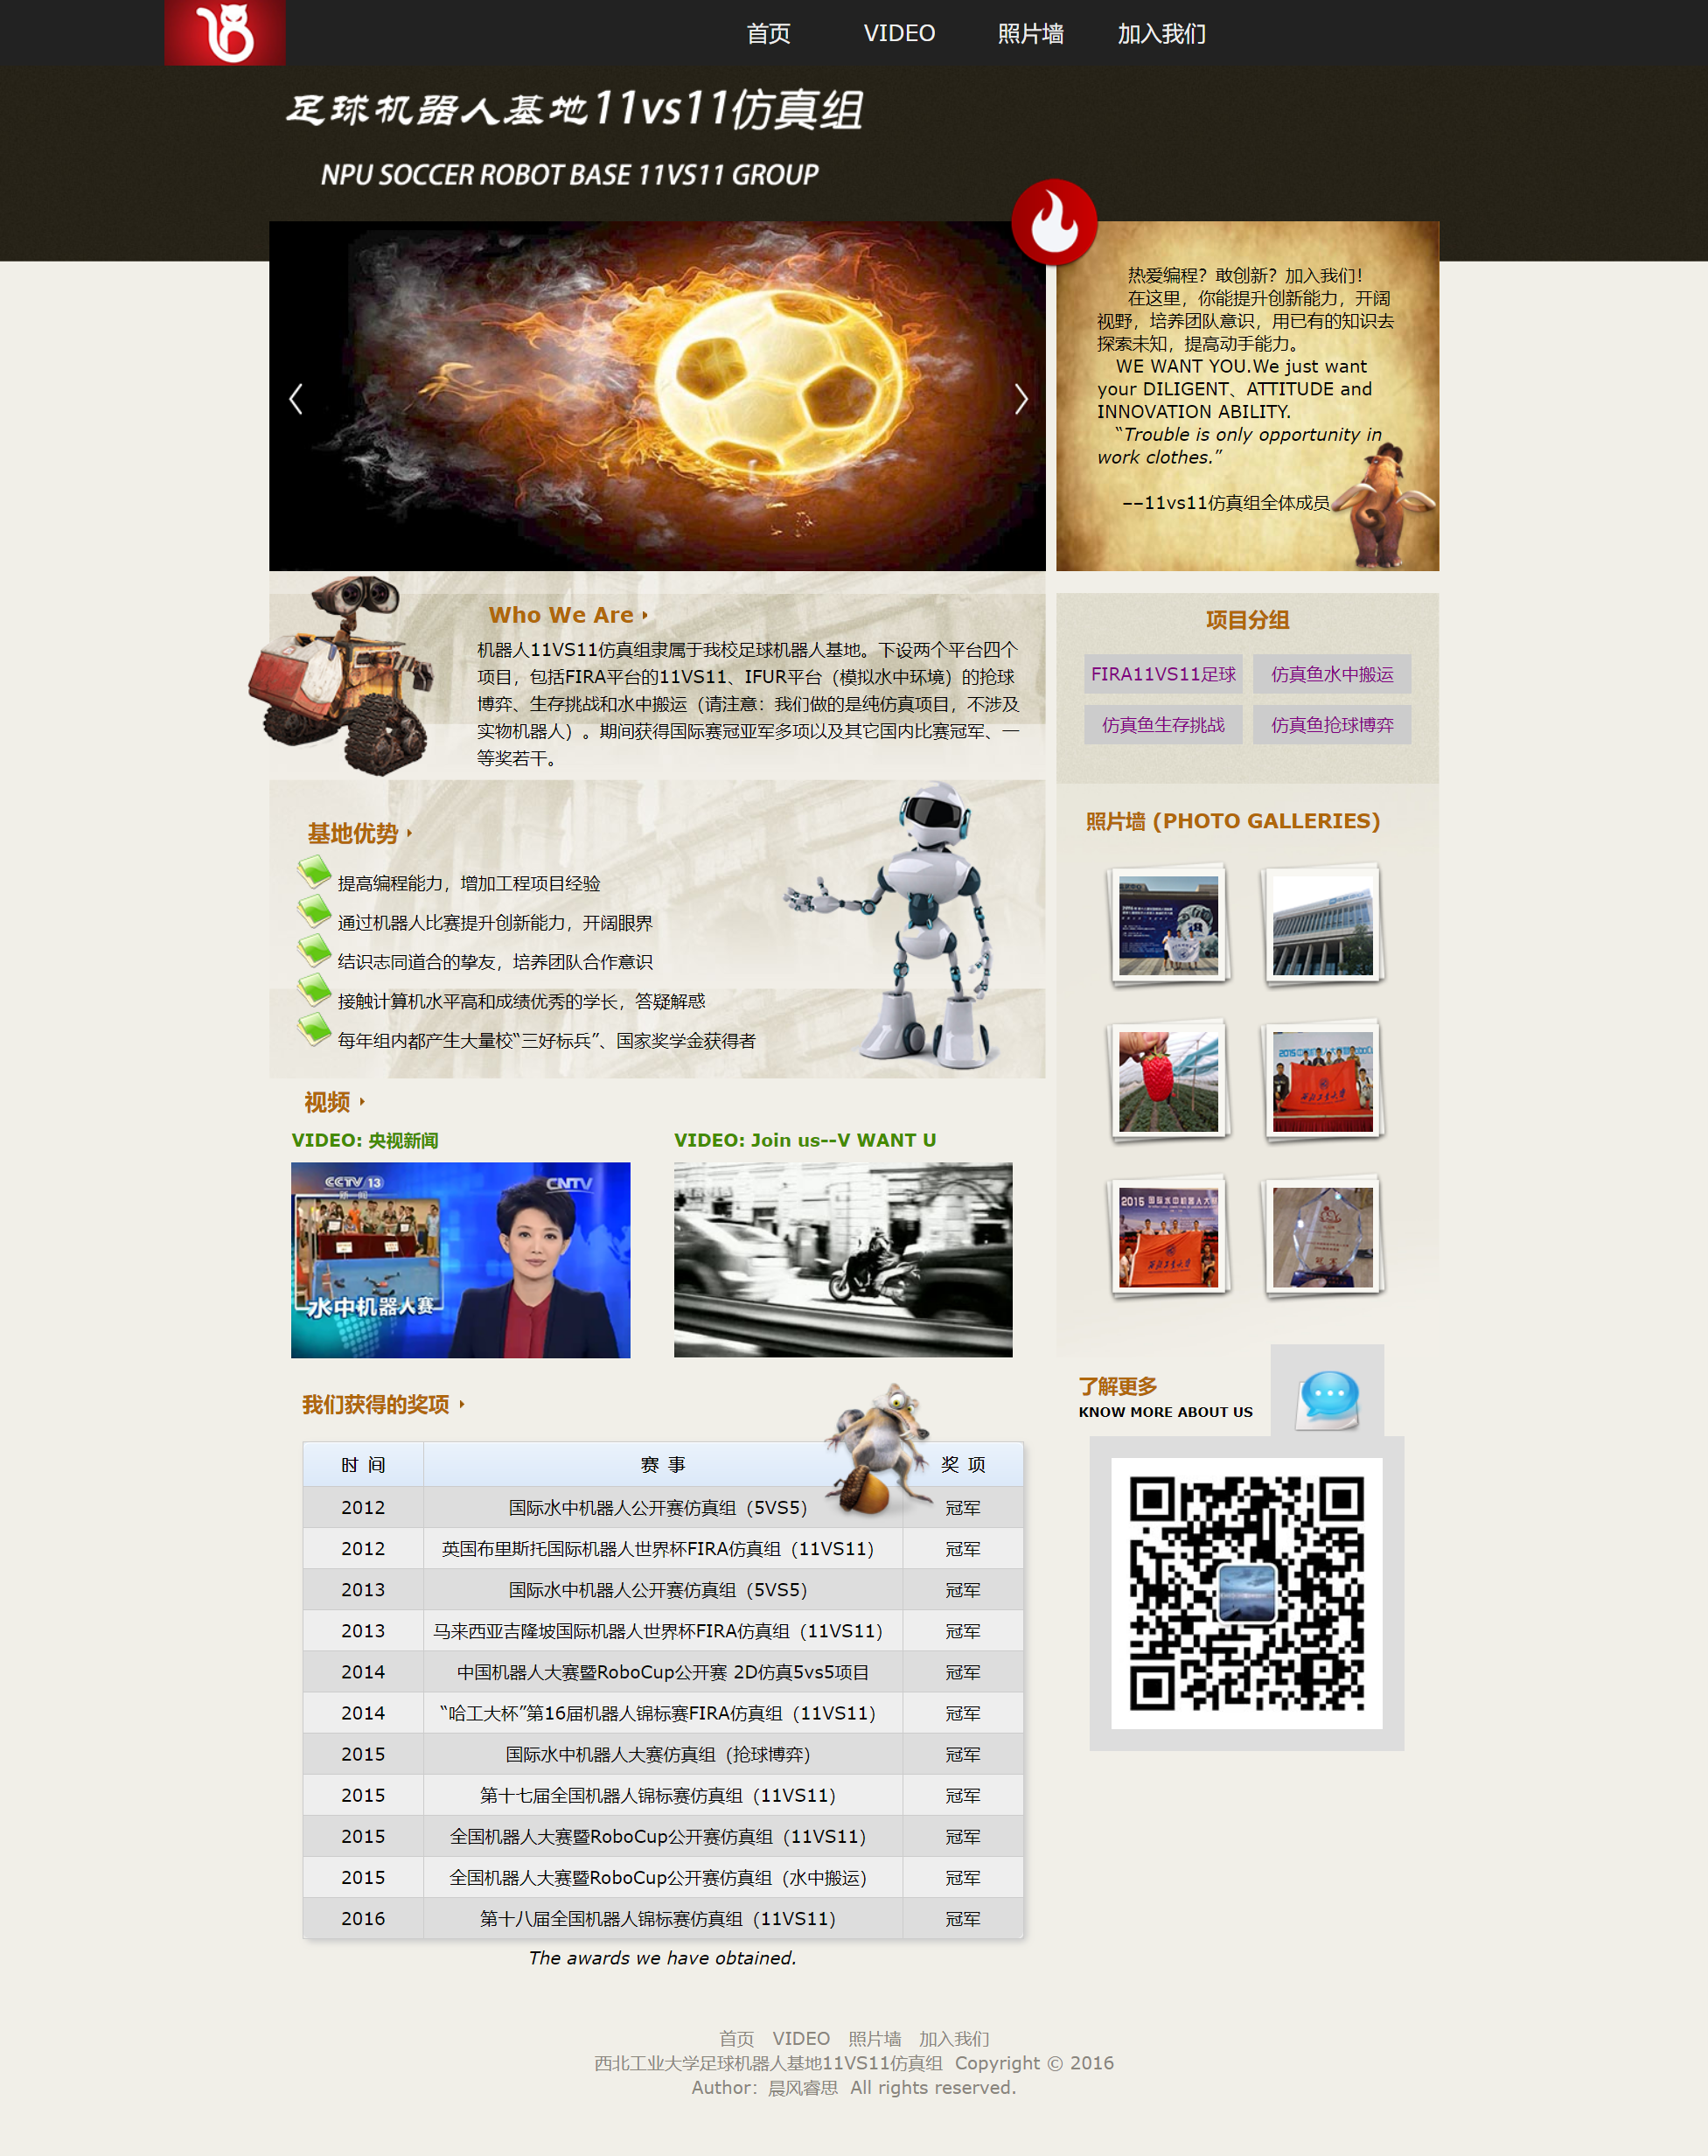 首页 VIDEO 照片墙 加入我们
足球机器人基地11vs11仿真组
NPU SOCCER ROBOT BASE 11VS11 GROUP
热爱编程？敢创新？加入我们！
在这里，你能提升创新能力，开阔
视野，培养团队意识，用已有的知识去
探索未知，提高动手能力。
WE WANT YOU.We just want
your DILIGENT、ATTITUDE and
INNOVATION ABILITY.
“Trouble is only opportunity in
work clothes.”
--11vs11仿真组全体成员
Who We Are
机器人11VS11仿真组隶属于我校足球机器人基地。下设两个平台四个
项目，包括FIRA平台的11VS11、IFUR平台（模拟水中环境）的抢球
博弈、生存挑战和水中搬运（请注意：我们做的是纯仿真项目，不涉及
实物机器人）。期间获得国际赛冠亚军多项以及其它国内比赛冠军、一
等奖若干。
项目分组
FIRA11VS11足球 仿真鱼水中搬运
仿真鱼生存挑战 仿真鱼抢球博弈
基地优势
提高编程能力，增加工程项目经验
通过机器人比赛提升创新能力，开阔眼界
结识志同道合的挚友，培养团队合作意识
接触计算机水平高和成绩优秀的学长，答疑解惑
每年组内都产生大量校“三好标兵”、国家奖学金获得者
照片墙 (PHOTO GALLERIES)
视频
VIDEO: 央视新闻
CCTV 13
新闻
CNTV
水中机器人赛
VIDEO: Join us--V WANT U
我们获得的奖项
时 间 赛 事 奖 项
2012 国际水中机器人公开赛仿真组（5VS5） 冠军
2012 英国布里斯托国际机器人世界杯FIRA仿真组（11VS11） 冠军
2013 国际水中机器人公开赛仿真组（5VS5） 冠军
2013 马来西亚吉隆坡国际机器人世界杯FIRA仿真组（11VS11） 冠军
2014 中国机器人大赛暨RoboCup公开赛 2D仿真5vs5项目 冠军
2014 “哈工大杯”第16届机器人锦标赛FIRA仿真组（11VS11） 冠军
2015 国际水中机器人大赛仿真组（抢球博弈） 冠军
2015 第十七届全国机器人锦标赛仿真组（11VS11） 冠军
2015 全国机器人大赛暨RoboCup公开赛仿真组（11VS11） 冠军
2015 全国机器人大赛暨RoboCup公开赛仿真组（水中搬运） 冠军
2016 第十八届全国机器人锦标赛仿真组（11VS11） 冠军
The awards we have obtained.
了解更多
KNOW MORE ABOUT US
首页 VIDEO 照片墙 加入我们
西北工业大学足球机器人基地11VS11仿真组 Copyright © 2016
Author：晨风睿思 All rights reserved.